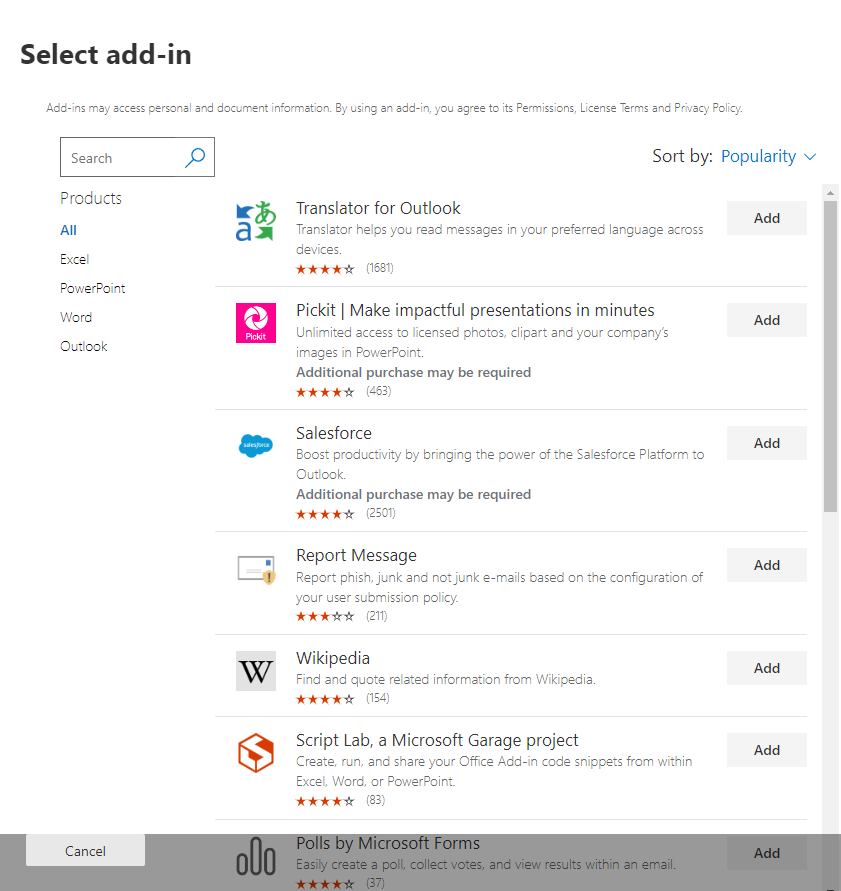 Select add-in
Add-ins may access personal and document information. By using an add-in, you agree to its Permissions, License Terms and Privacy Policy.
Search
Sort by: Popularity
Products
All
Excel
PowerPoint
Word
Outlook
Translator for Outlook
Translator helps you read messages in your preferred language across
devices.
(1681)
Add
Pickit
Pickit | Make impactful presentations in minutes
Unlimited access to licensed photos, clipart and your company's
images in PowerPoint.
Additional purchase may be required
(463)
Add
salesforce
Salesforce
Boost productivity by bringing the power of the Salesforce Platform to
Outlook.
Additional purchase may be required
(2501)
Add
Report Message
Report phish, junk and not junk e-mails based on the configuration of
your user submission policy.
(211)
Add
W
Wikipedia
Find and quote related information from Wikipedia.
(154)
Add
Script Lab, a Microsoft Garage project
Create, run, and share your Office Add-in code snippets from within
Excel, Word, or PowerPoint.
(83)
Add
Polls by Microsoft Forms
Easily create a poll, collect votes, and view results within an email.
(37)
Add
Cancel